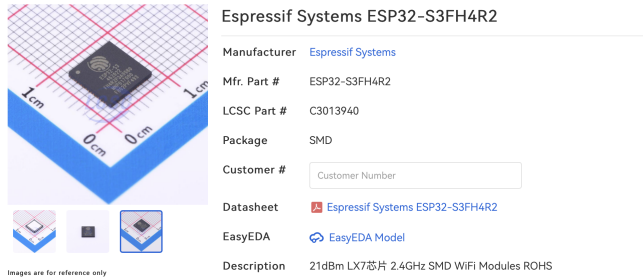 Espressif Systems ESP32-S3FH4R2
Manufacturer Espressif Systems
Mfr. Part # ESP32-S3FH4R2
LCSC Part # C3013940
Package SMD
Customer # Customer Number
Datasheet Espressif Systems ESP32-S3FH4R2
EasyEDA EasyEDA Model
Description 21dBm LX7芯片 2.4GHz SMD WiFi Modules ROHS
1cm
0cm
0cm
1c
Images are for reference only